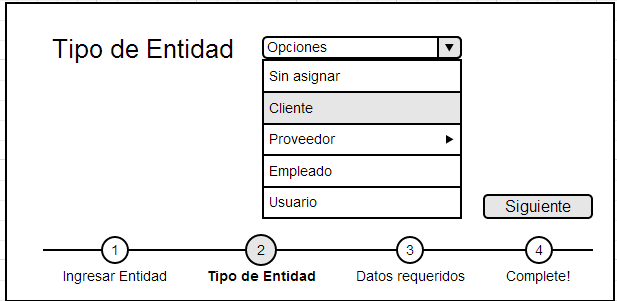 Tipo de Entidad
Opciones
Sin asignar
Cliente
Proveedor
Empleado
Usuario
Siguiente
1
2
3
4
Ingresar Entidad
Tipo de Entidad
Datos requeridos
Complete!